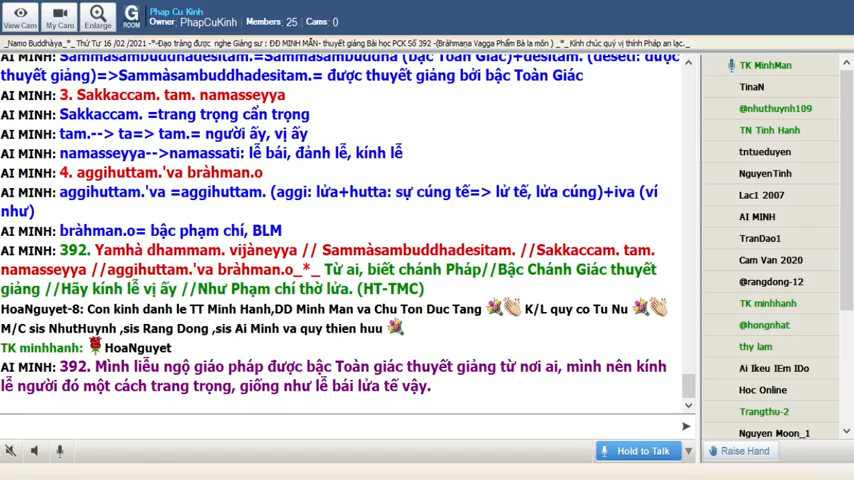 Phap Cu Kinh
Owner: PhapCuKinh Members: 25 Cams: 0
View Cam
My Cam
Enlarge
G
ROOM
_Namo Buddhàya_*_ Thứ Tư 16 /02 /2021 -*-Đạo tràng được nghe Giảng sư : ĐĐ MINH MẪN- thuyết giảng Bài học PCK Số 392 -(Bràhmaṇa Vagga Phẩm Bà la môn ) _*_ Kính chúc quý vị thính Pháp an lạc._
Sammàsambuddhadesitam.=Sammàsambuddha (bậc Toàn Giác)+desitam. (deseti: được
thuyết giảng)=>Sammàsambuddhadesitam.= được thuyết giảng bởi bậc Toàn Giác
AI MINH: 3. Sakkaccam. tam. namasseyya
AI MINH: Sakkaccam. =trang trọng cẩn trọng
AI MINH: tam.--> ta=> tam.= người ấy, vị ấy
AI MINH: namasseyya-->namassati: lễ bái, đảnh lễ, kính lễ
AI MINH: 4. aggihuttam.'va bràhman.o
AI MINH: aggihuttam.'va =aggihuttam. (aggi: lửa+hutta: sự cúng tế=> lử tế, lửa cúng)+iva (ví
như)
AI MINH: bràhman.o= bậc phạm chí, BLM
AI MINH: 392. Yamhà dhammam. vijàneyya // Sammàsambuddhadesitam. //Sakkaccam. tam.
namasseyya //aggihuttam.'va bràhman.o_*_ Từ ai, biết chánh Pháp//Bậc Chánh Giác thuyết
giảng //Hãy kính lễ vị ấy //Như Phạm chí thờ lửa. (HT-TMC)
HoaNguyet-8: Con kinh danh le TT Minh Hanh,DD Minh Man va Chu Ton Duc Tang K/L quy co Tu Nu
M/C sis NhutHuynh ,sis Rang Dong ,sis Ai Minh va quy thien huu
TK minhhanh: HoaNguyet
AI MINH: 392. Mình liễu ngộ giáo pháp được bậc Toàn giác thuyết giảng từ nơi ai, mình nên kính
lễ người đó một cách trang trọng, giống như lễ bái lửa tế vậy.
Hold to Talk
TK MinhMan
TinaN
@nhuthuynh109
TN Tinh Hanh
tntueduyen
NguyenTinh
Lac1 2007
AI MINH
TranDao1
Cam Van 2020
@rangdong-12
TK minhhanh
@hongnhat
thy lam
Ai Ikeu IEm IDo
Hoc Online
Trangthu-2
Nguyen Moon_1
Raise Hand